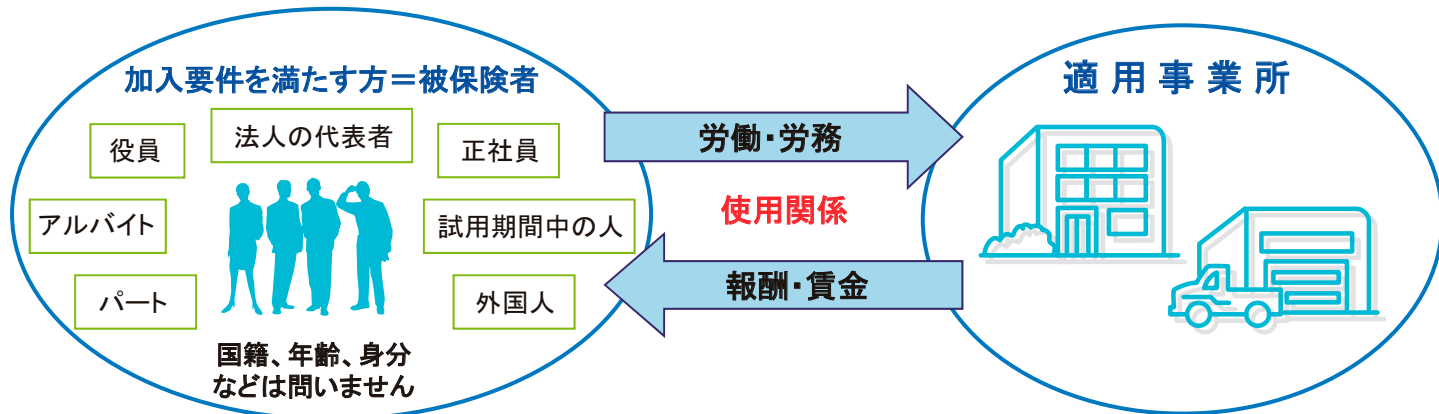 加入要件を満たす方＝被保険者
役員
法人の代表者
正社員
アルバイト
試用期間中の人
パート
外国人
国籍、年齢、身分
などは問いません
労働・労務
使用関係
報酬・賃金
適用事業所